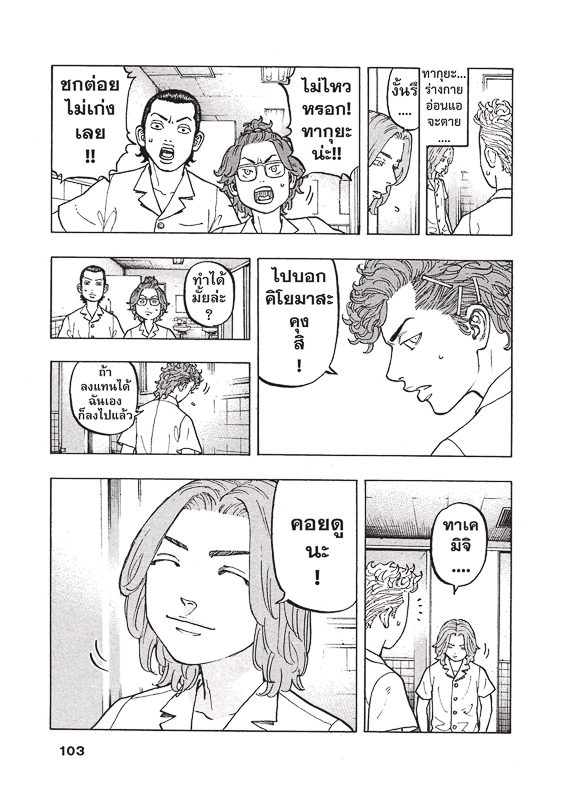 ทากุยะ...
ร่างกาย
อ่อนแอ
จะตาย
....
งั้นรึ
....
ไม่ไหว
หรอก!
ทากุยะ
น่ะ!!
ชกต่อย
ไม่เก่ง
เลย
!!
ไปบอก
คิโยมาสะ
คุง
สิ
!
ทำได้
มั้ยล่ะ
?
ถ้า
ลงแทนได้
ฉันเอง
ก็ลงไปแล้ว
ทาเค
มิจิ
....
คอยดู
นะ
!
103